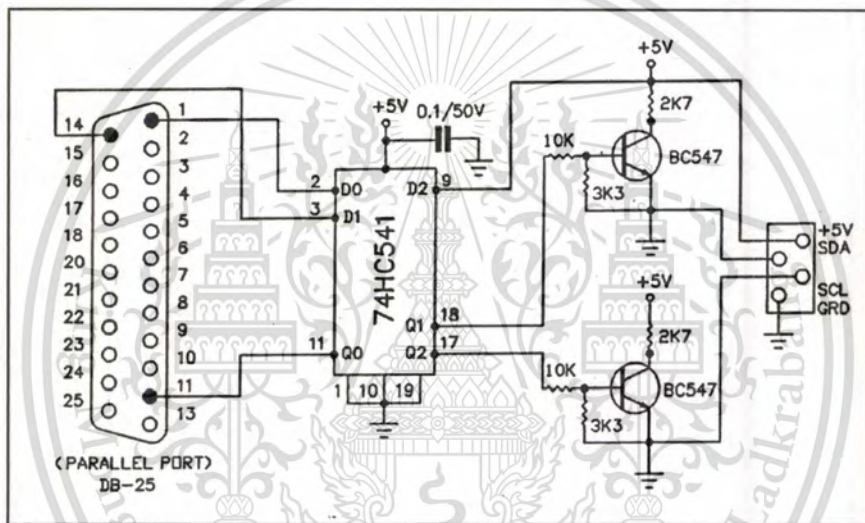 14
15
16
17
18
20
21
22
23
24
25
1
2
3
4
5
6
7
8
9
10
11
13
(PARALLEL PORT)
DB-25
+5V
0.1/50V
2 D0
3 D1
11 Q0
74HC541
D2 9
Q1 18
Q2 17
1 10 19
+5V
2K7
10K
BC547
3K3
+5V
2K7
10K
BC547
3K3
+5V
SDA
SCL
GRD
Ladkrabang